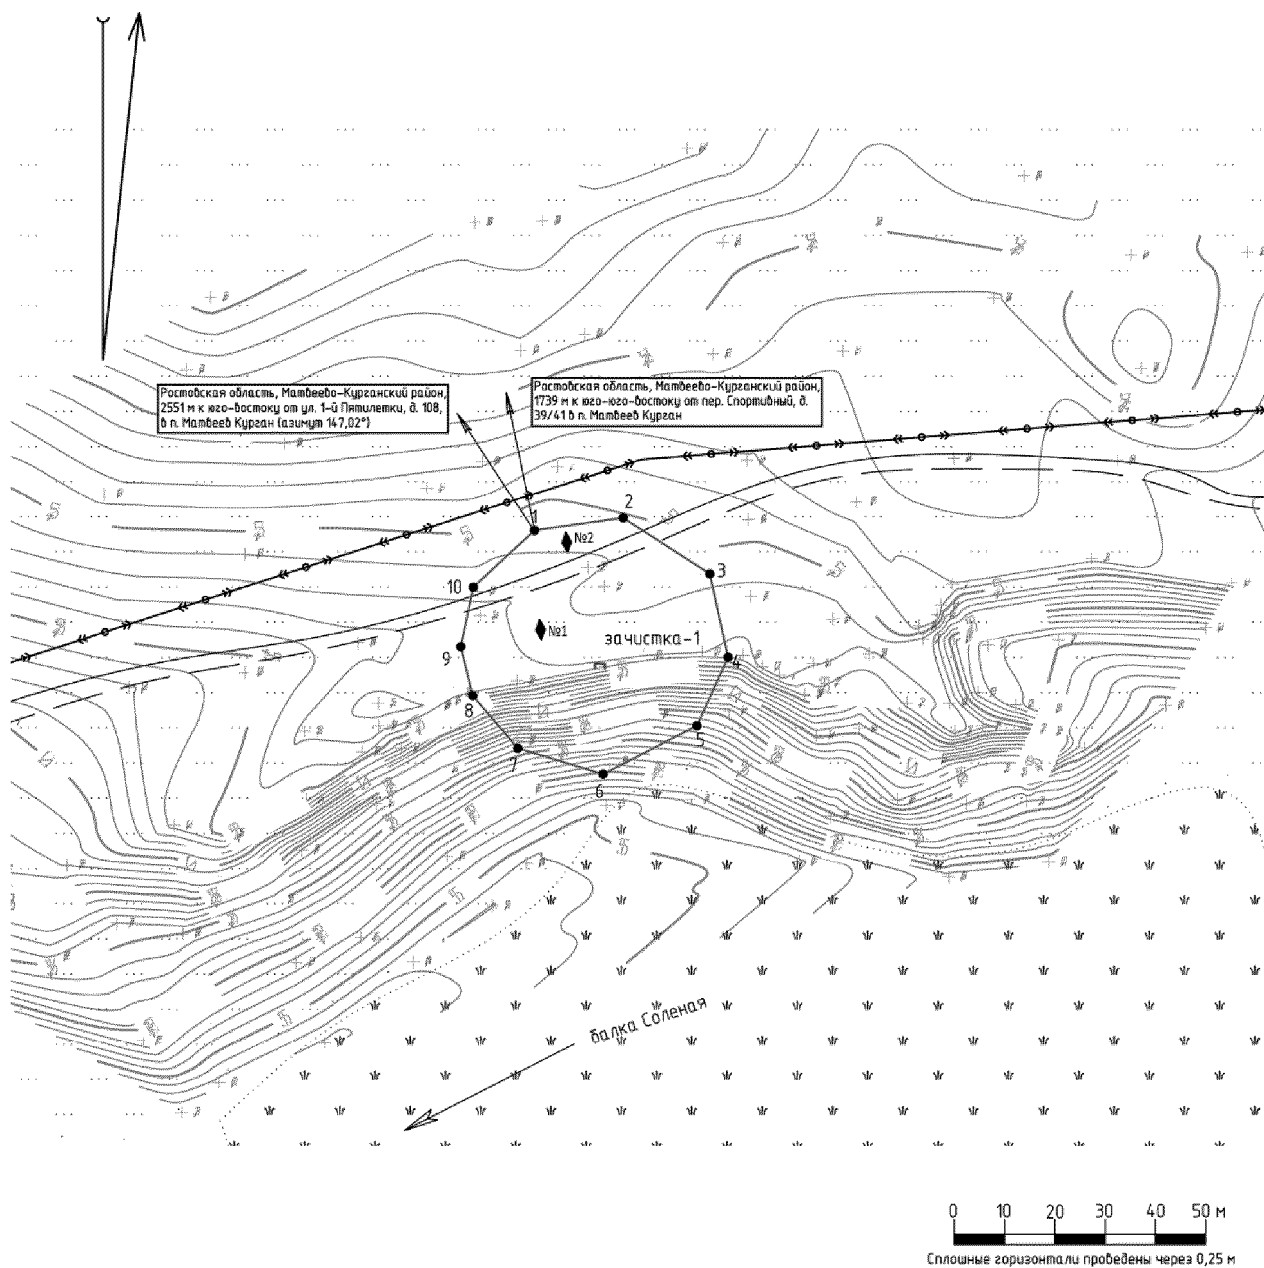 Ростовская область, Матвеево-Курганский район,
2551 м к юго-востоку от ул. 1-й Пятилетки, д. 108,
в п. Матвеев Курган (азимут 147,02°)
Ростовская область, Матвеево-Курганский район,
1739 м к юго-юго-востоку от пер. Спортивный, д.
39/41 в п. Матвеев Курган
1
2
№2
3
10
№1
зачистка-1
9
4
8
5
7
6
балка Соленая
0 10 20 30 40 50 м
Сплошные горизонтали проведены через 0,25 м